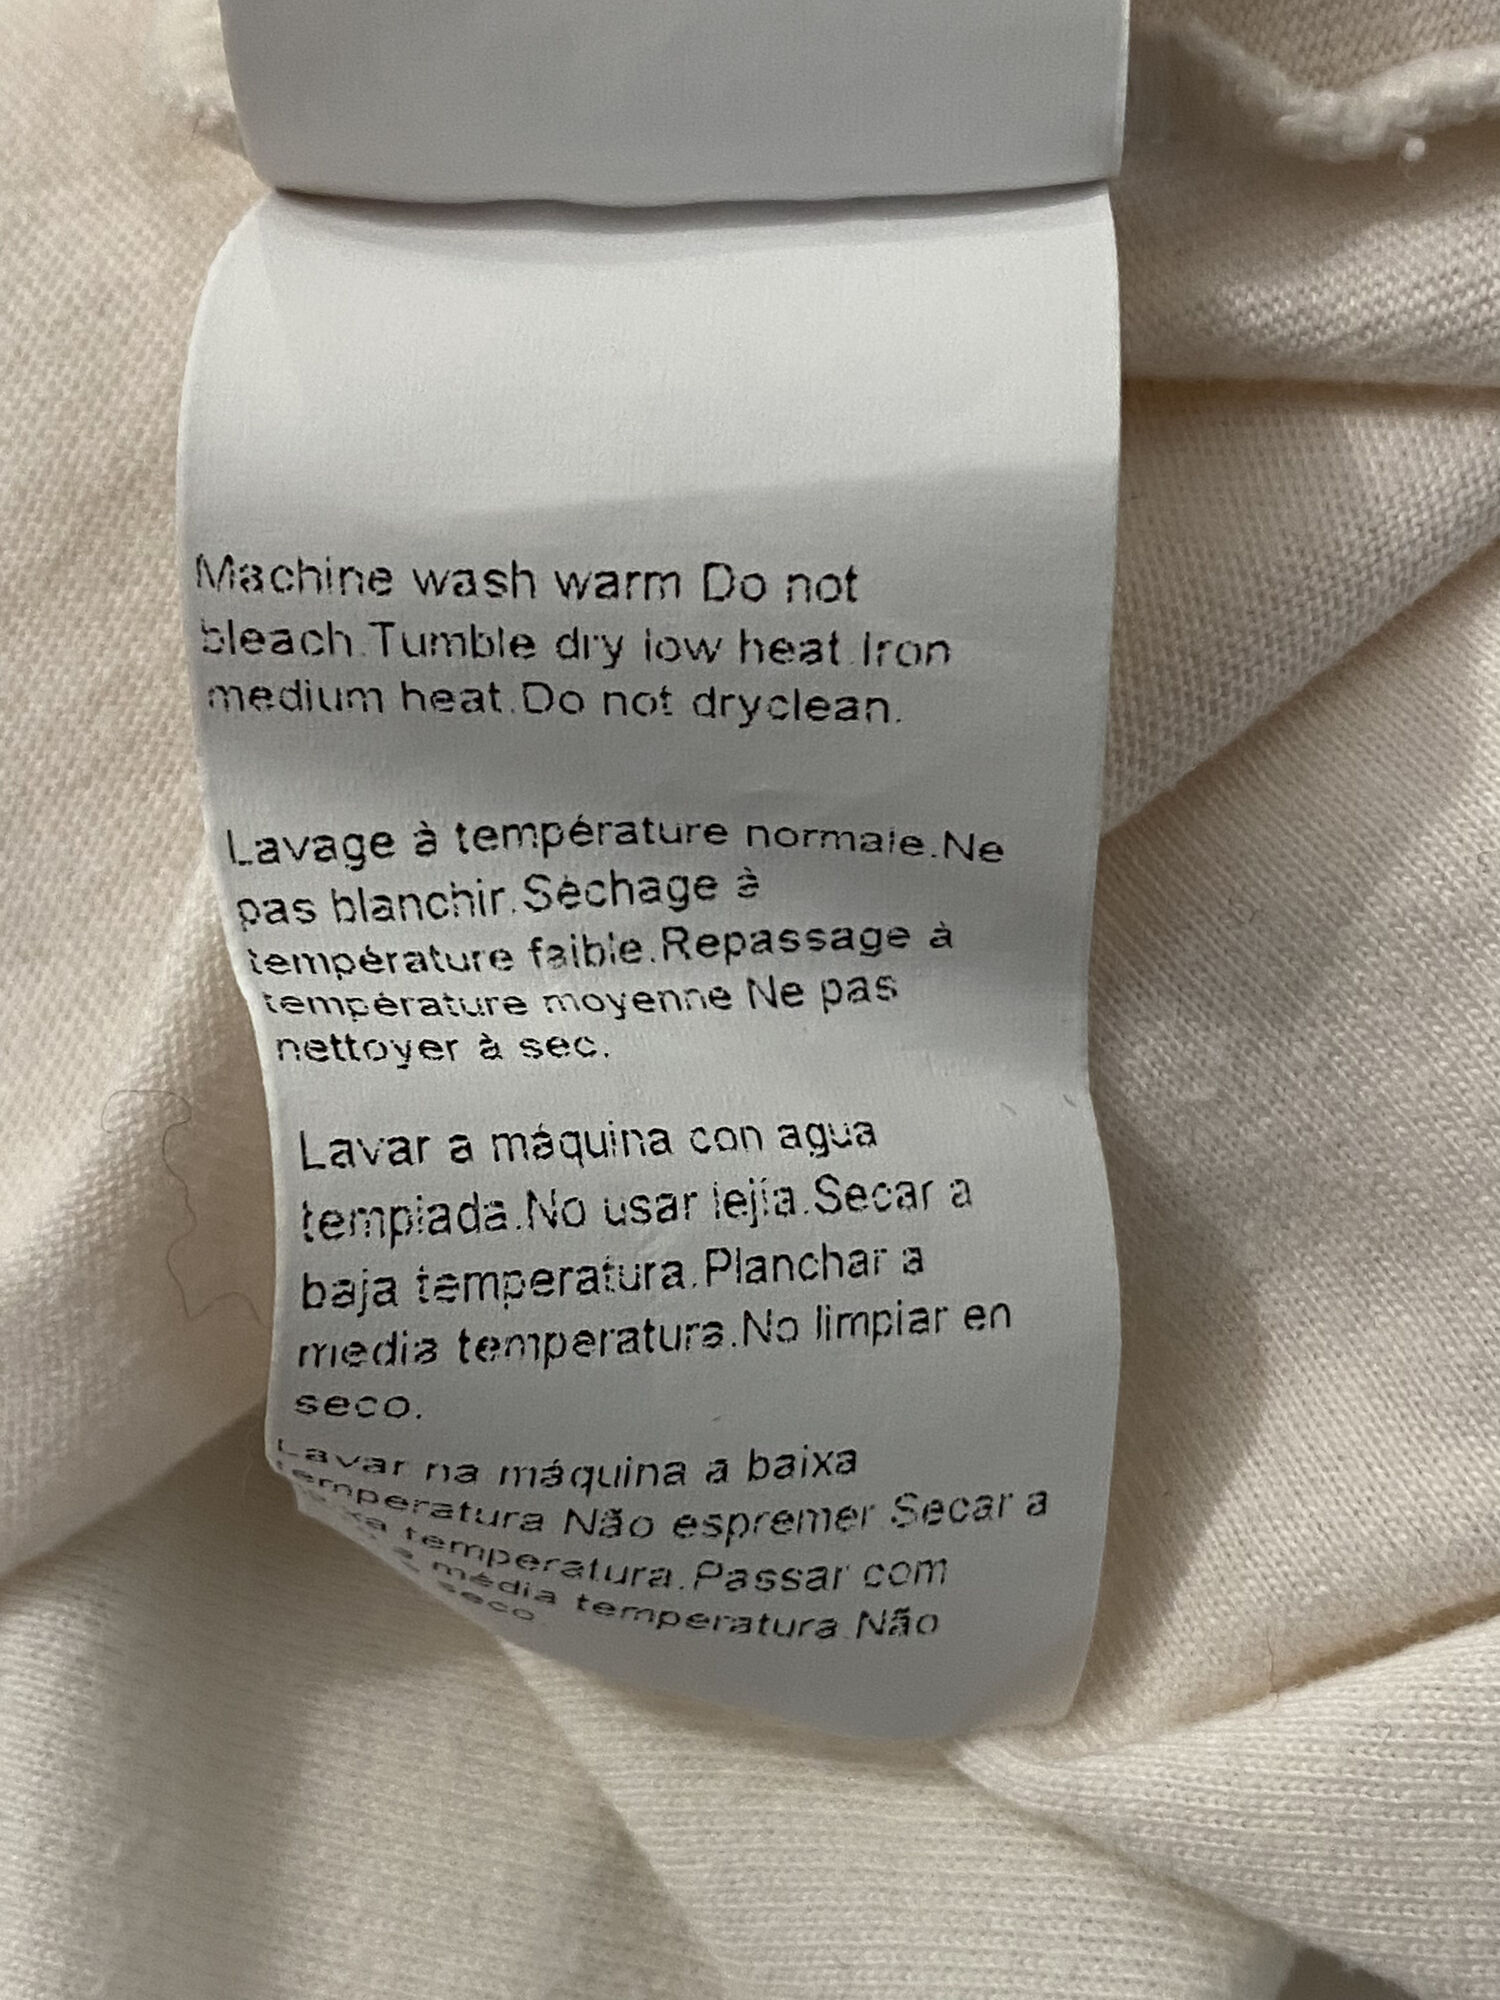 Machine wash warm Do not
bleach.Tumble dry low heat.Iron
medium heat.Do not dryclean.
Lavage à température normale.Ne
pas blanchir.Séchage à
température faible.Repassage à
température moyenne Ne pas
nettoyer à sec.
Lavar a máquina con agua
templada.No usar lejía.Secar a
baja temperatura.Planchar a
media temperatura.No limpiar en
seco.
Lavar na máquina a baixa
temperatura Não espremer Secar a
temperatura.Passar com
média temperatura.Não
seco